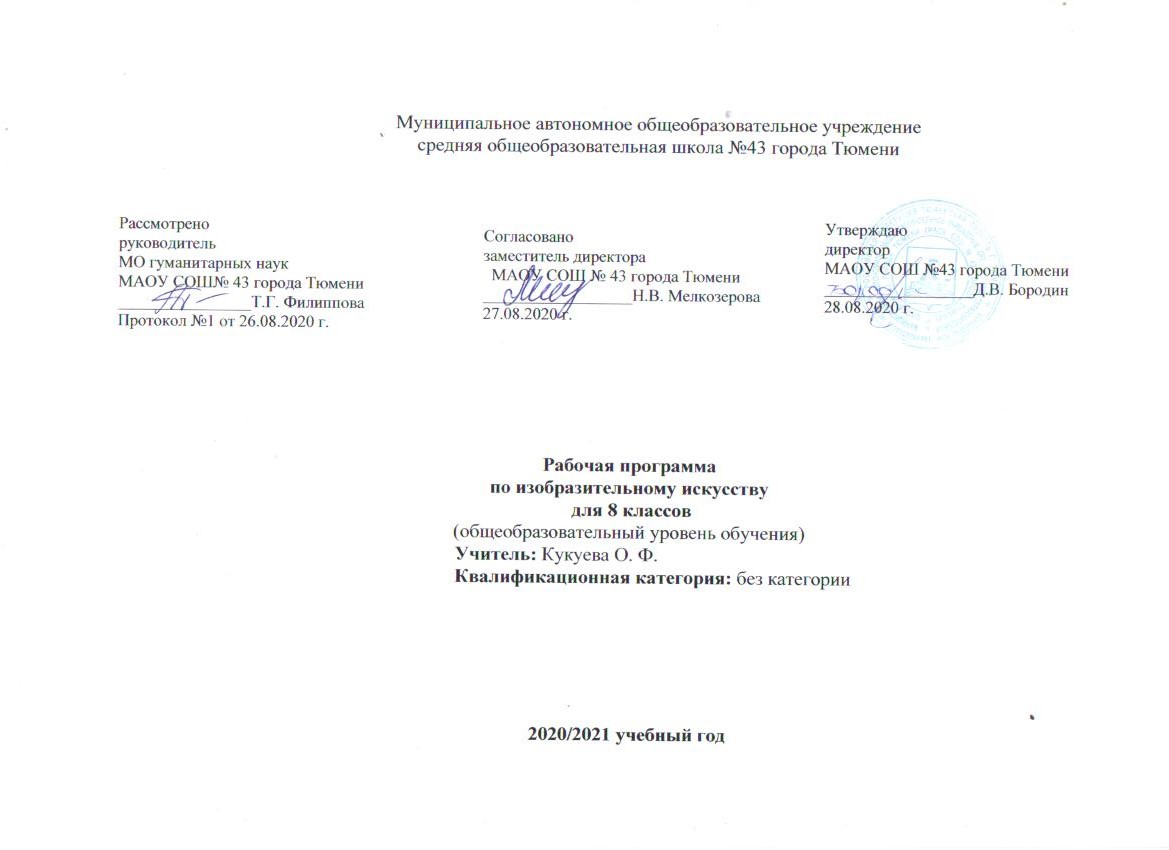 Муниципальное автономное общеобразовательное учреждение
средняя общеобразовательная школа №43 города Тюмени
Рассмотрено
руководитель
МО гуманитарных наук
МАОУ СОШ№ 43 города Тюмени
________________Т.Г. Филиппова
Протокол №1 от 26.08.2020 г.
Согласовано
заместитель директора
МАОУ СОШ № 43 города Тюмени
__________________Н.В. Мелкозерова
27.08.2020 г.
Утверждаю
директор
МАОУ СОШ №43 города Тюмени
__________________Д.В. Бородин
28.08.2020 г.
Рабочая программа
по изобразительному искусству
для 8 классов
(общеобразовательный уровень обучения)
Учитель: Кукуева О. Ф.
Квалификационная категория: без категории
2020/2021 учебный год